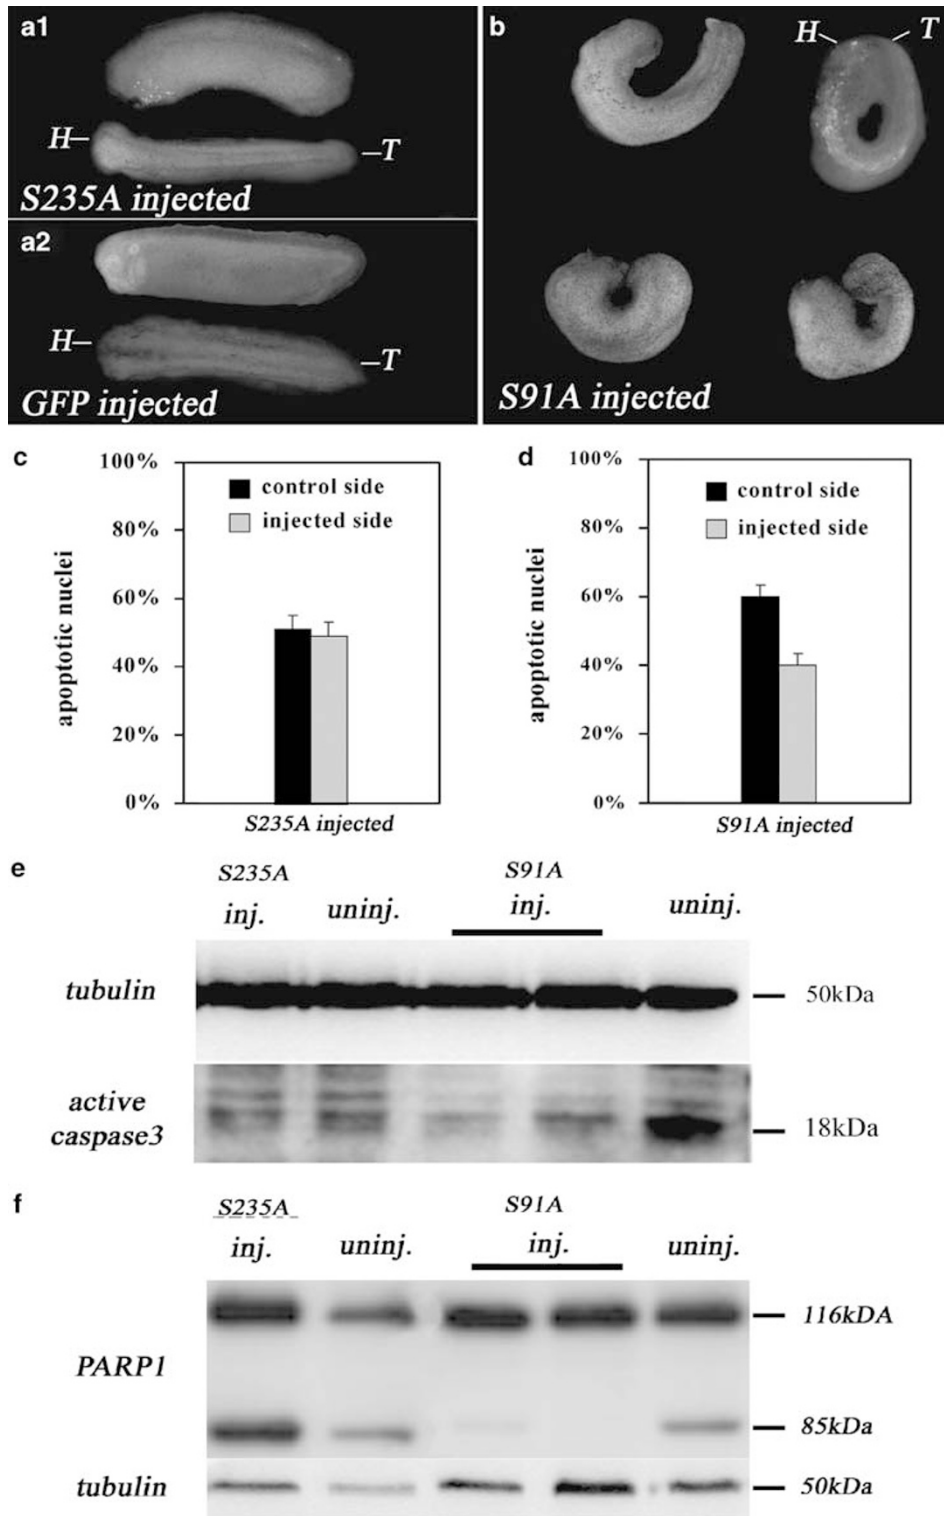 a1
H
T
S235A injected
a2
H
T
GFP injected
b
H
T
S91A injected
c
100%
80%
60%
40%
20%
0%
apoptotic nuclei
control side
injected side
S235A injected
d
100%
80%
60%
40%
20%
0%
apoptotic nuclei
control side
injected side
S91A injected
e
S235A
S91A
inj.
uninj.
inj.
uninj.
tubulin
50kDa
active
caspase3
18kDa
f
S235A
S91A
inj.
uninj.
inj.
uninj.
PARP1
116kDA
85kDa
tubulin
50kDa